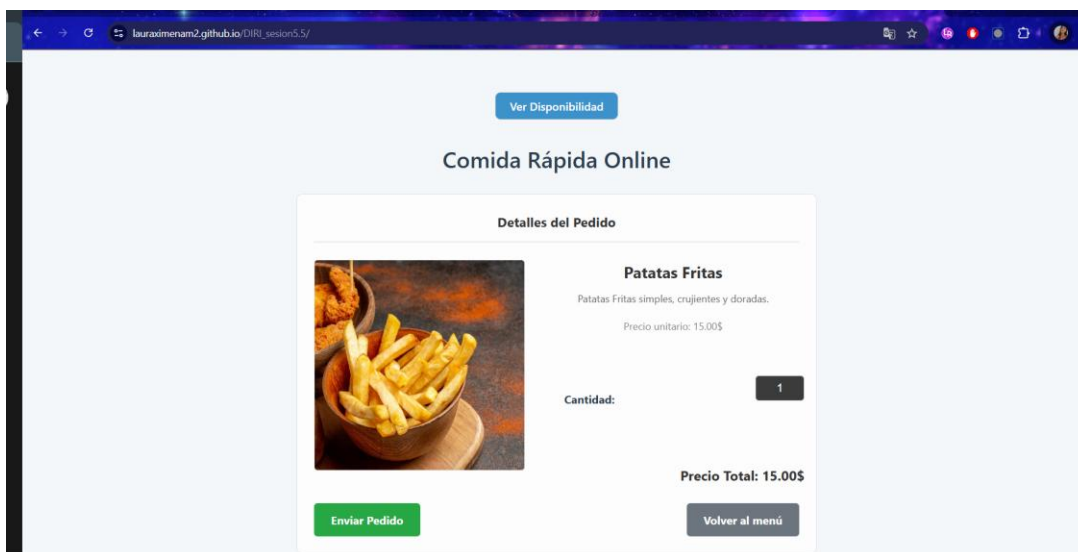 lauraximenam2.github.io/DIRI_sesion5.5/
Ver Disponibilidad
Comida Rápida Online
Detalles del Pedido
Patatas Fritas
Patatas Fritas simples, crujientes y doradas.
Precio unitario: 15.00$
Cantidad:
1
Precio Total: 15.00$
Enviar Pedido
Volver al menú